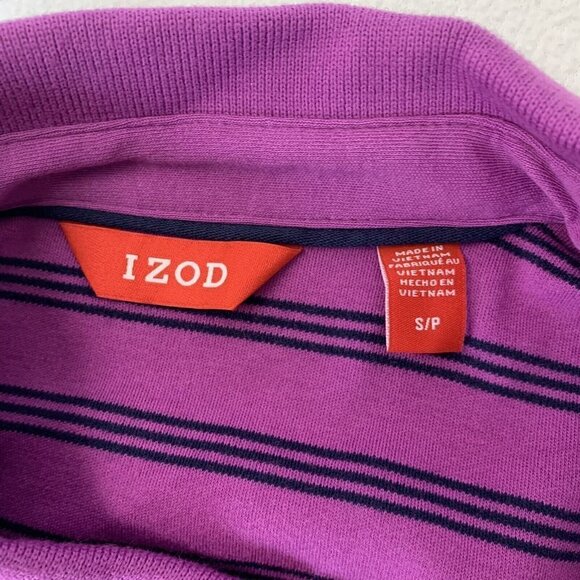 IZOD
MADE IN
VIETNAM
FABRIQUÉ AU
VIETNAM
HECHO EN
VIETNAM
S/P